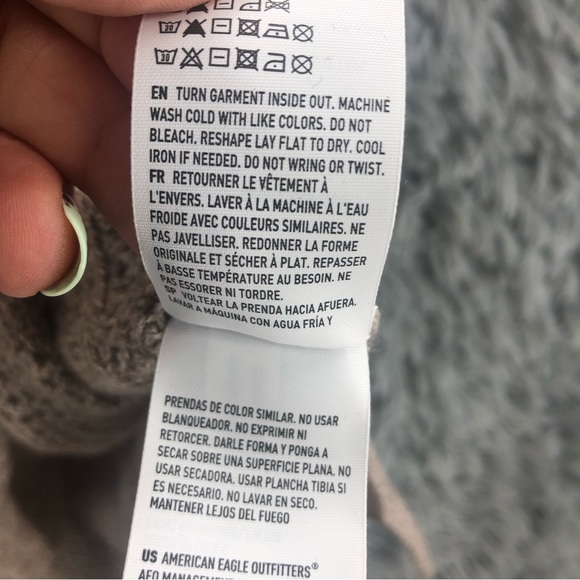 30
30
EN TURN GARMENT INSIDE OUT. MACHINE
WASH COLD WITH LIKE COLORS. DO NOT
BLEACH. RESHAPE LAY FLAT TO DRY. COOL
IRON IF NEEDED. DO NOT WRING OR TWIST.
FR RETOURNER LE VÊTEMENT À
L'ENVERS. LAVER À LA MACHINE À L'EAU
FROIDE AVEC COULEURS SIMILAIRES. NE
PAS JAVELLISER. REDONNER LA FORME
ORIGINALE ET SÉCHER À PLAT. REPASSER
À BASSE TEMPÉRATURE AU BESOIN. NE
PAS ESSORER NI TORDRE.
SP VOLTEAR LA PRENDA HACIA AFUERA.
LAVAR A MÁQUINA CON AGUA FRÍA Y
PRENDAS DE COLOR SIMILAR. NO USAR
BLANQUEADOR. NO EXPRIMIR NI
RETORCER. DARLE FORMA Y PONGA A
SECAR SOBRE UNA SUPERFICIE PLANA. NO
USAR SECADORA. USAR PLANCHA TIBIA SI
ES NECESARIO. NO LAVAR EN SECO.
MANTENER LEJOS DEL FUEGO
US AMERICAN EAGLE OUTFITTERS®
AEO MANAGEMENT